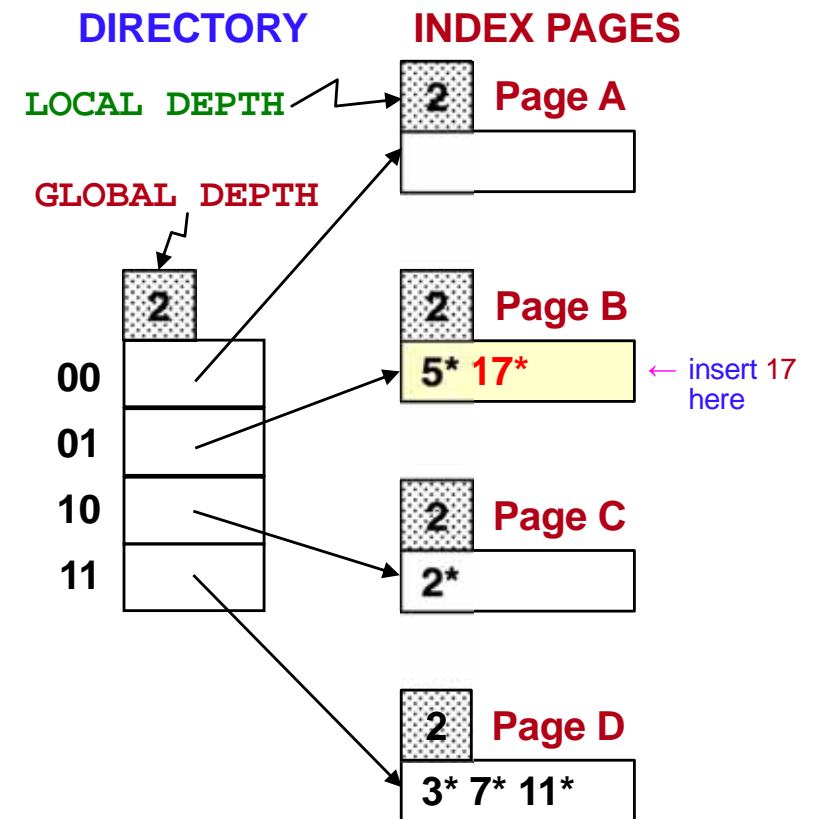 DIRECTORY INDEX PAGES
2 Page A
LOCAL DEPTH
GLOBAL DEPTH
2
2 Page B
00
5* 17* ← insert 17
here
01
10
2 Page C
11
2*
2 Page D
3* 7* 11*